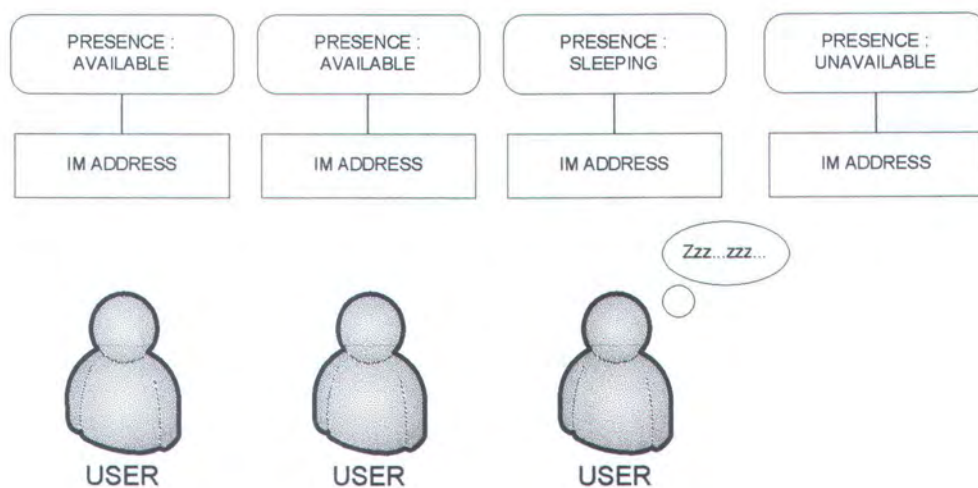 PRESENCE :
AVAILABLE
PRESENCE :
AVAILABLE
PRESENCE :
SLEEPING
PRESENCE :
UNAVAILABLE
IM ADDRESS
IM ADDRESS
IM ADDRESS
IM ADDRESS
Zzz...zzz...
USER
USER
USER